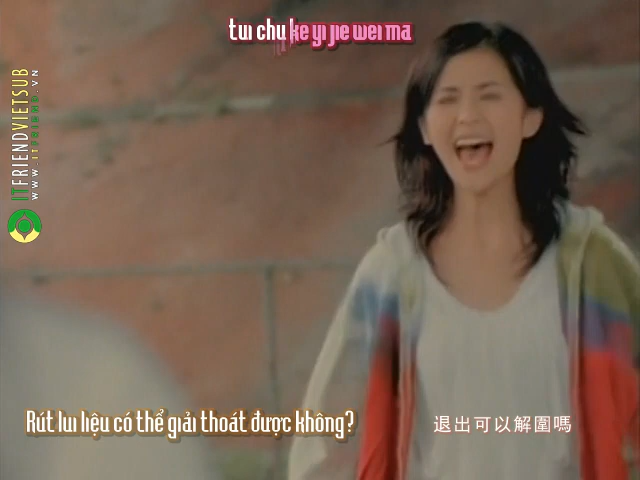 tui chu ke yi jie wei ma
ITFRIENDVIETSUB
www.ITFriend.vn
Rút lui liệu có thể giải thoát được không?
退出可以解圍嗎